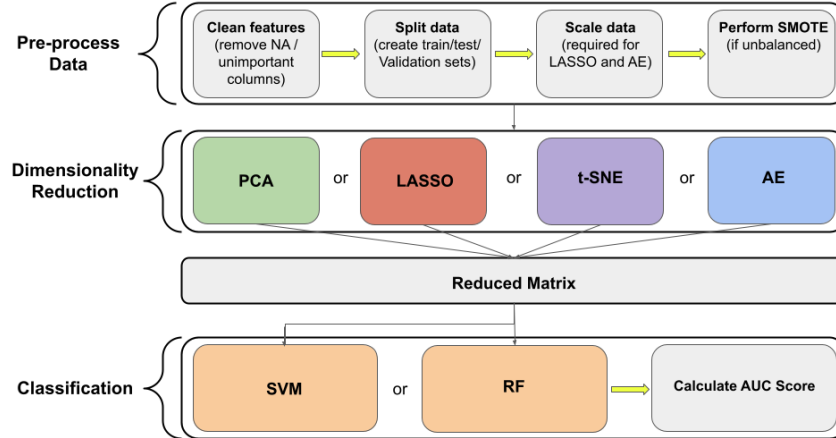 Pre-process
Data
Clean features
(remove NA /
unimportant
columns)
Split data
(create train/test/
Validation sets)
Scale data
(required for
LASSO and AE)
Perform SMOTE
(if unbalanced)
Dimensionality
Reduction
PCA
or
LASSO
or
t-SNE
or
AE
Reduced Matrix
Classification
SVM
or
RF
Calculate AUC Score